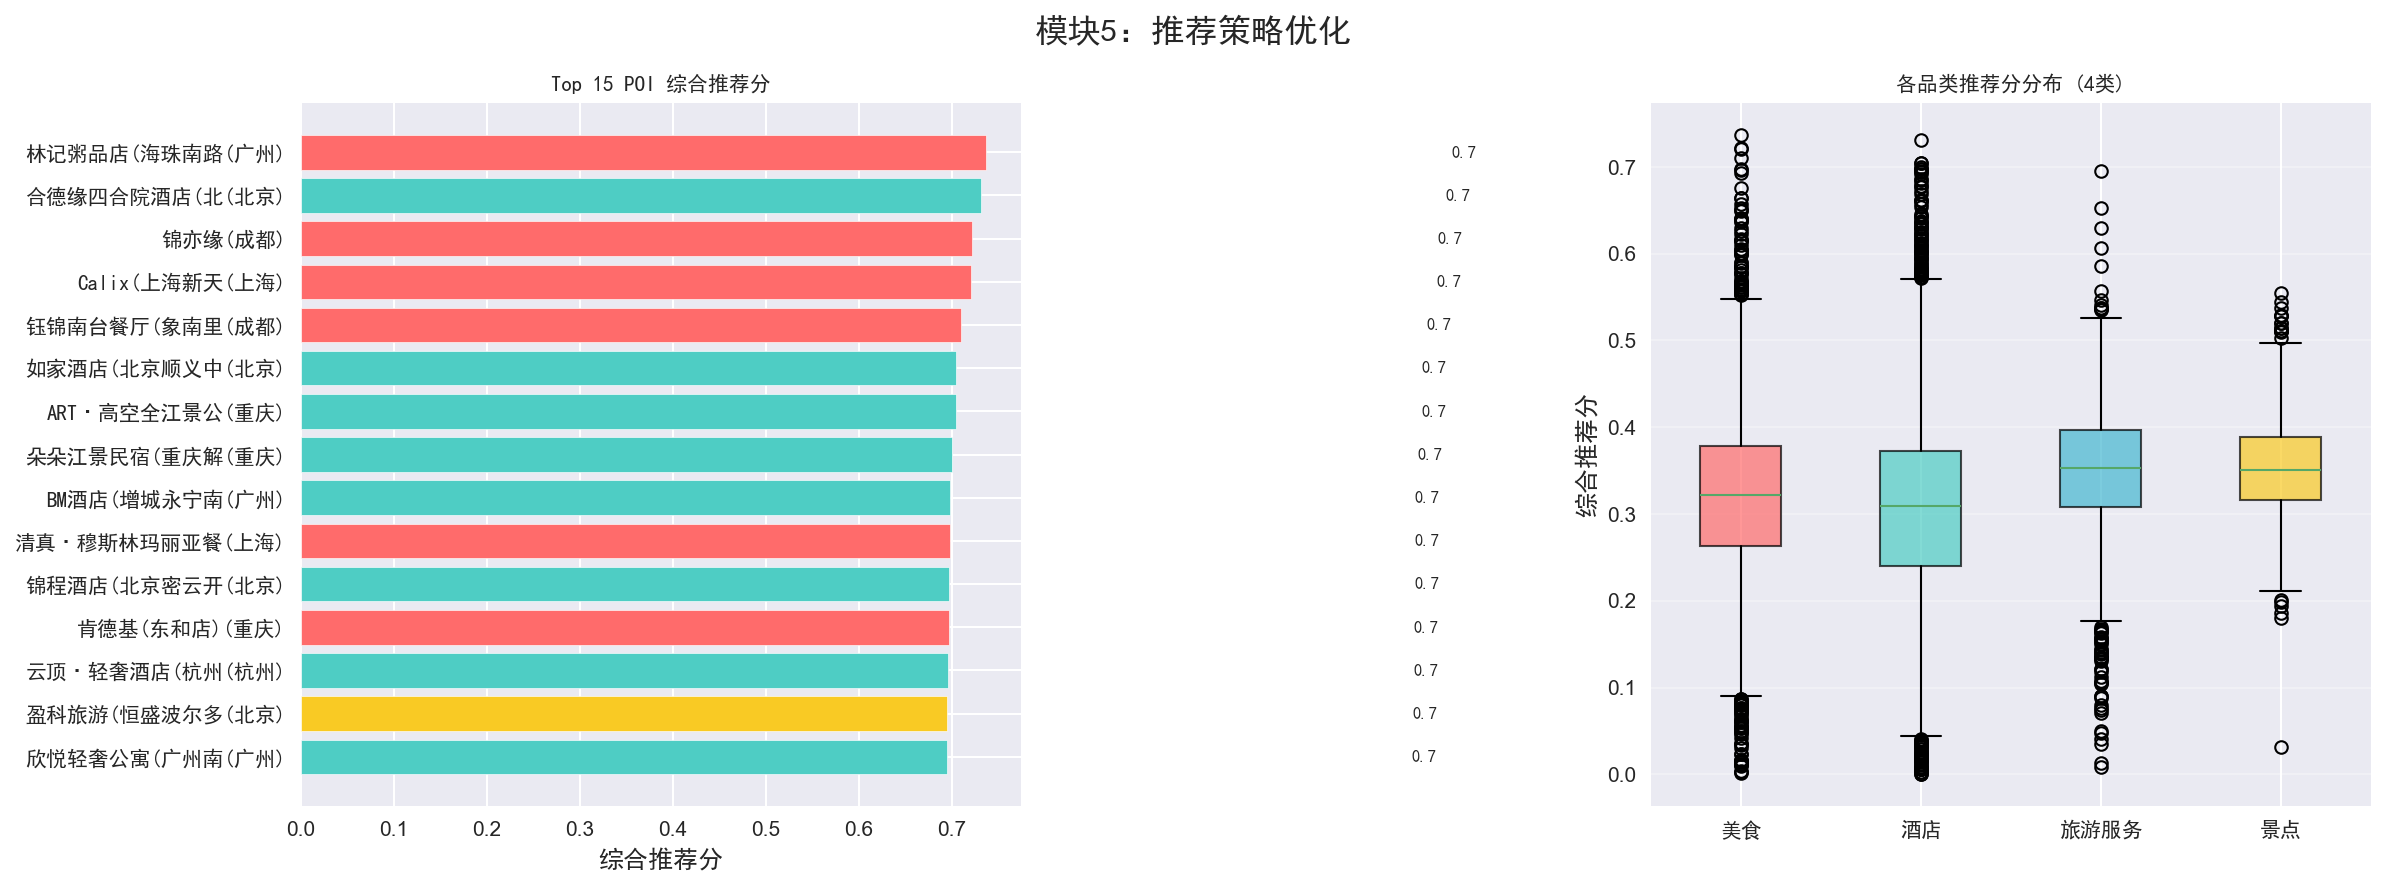 模块5：推荐策略优化
Top 15 POI 综合推荐分
林记粥品店(海珠南路(广州) 0.7
合德缘四合院酒店(北(北京) 0.7
锦亦缘(成都) 0.7
Calix(上海新天(上海) 0.7
钰锦南台餐厅(象南里(成都) 0.7
如家酒店(北京顺义中(北京) 0.7
ART·高空全江景公(重庆) 0.7
朵朵江景民宿(重庆解(重庆) 0.7
BM酒店(增城永宁南(广州) 0.7
清真·穆斯林玛丽亚餐(上海) 0.7
锦程酒店(北京密云开(北京) 0.7
肯德基(东和店)(重庆) 0.7
云顶·轻奢酒店(杭州(杭州) 0.7
盈科旅游(恒盛波尔多(北京) 0.7
欣悦轻奢公寓(广州南(广州) 0.7
0.0 0.1 0.2 0.3 0.4 0.5 0.6 0.7
综合推荐分
各品类推荐分分布 (4类)
综合推荐分
0.7
0.6
0.5
0.4
0.3
0.2
0.1
0.0
美食 酒店 旅游服务 景点